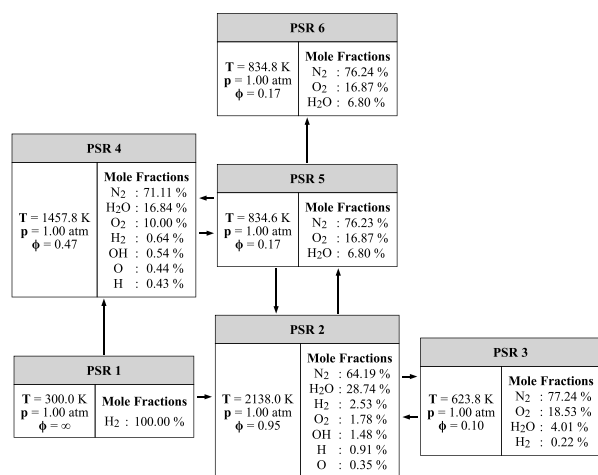 PSR 6
T = 834.8 K
p = 1.00 atm
ϕ = 0.17
Mole Fractions
N2 : 76.24 %
O2 : 16.87 %
H2O : 6.80 %
PSR 4
T = 1457.8 K
p = 1.00 atm
ϕ = 0.47
Mole Fractions
N2 : 71.11 %
H2O : 16.84 %
O2 : 10.00 %
H2 : 0.64 %
OH : 0.54 %
O : 0.44 %
H : 0.43 %
PSR 5
T = 834.6 K
p = 1.00 atm
ϕ = 0.17
Mole Fractions
N2 : 76.23 %
O2 : 16.87 %
H2O : 6.80 %
PSR 1
T = 300.0 K
p = 1.00 atm
ϕ = ∞
Mole Fractions
H2 : 100.00 %
PSR 2
T = 2138.0 K
p = 1.00 atm
ϕ = 0.95
Mole Fractions
N2 : 64.19 %
H2O : 28.74 %
H2 : 2.53 %
O2 : 1.78 %
OH : 1.48 %
H : 0.91 %
O : 0.35 %
PSR 3
T = 623.8 K
p = 1.00 atm
ϕ = 0.10
Mole Fractions
N2 : 77.24 %
O2 : 18.53 %
H2O : 4.01 %
H2 : 0.22 %